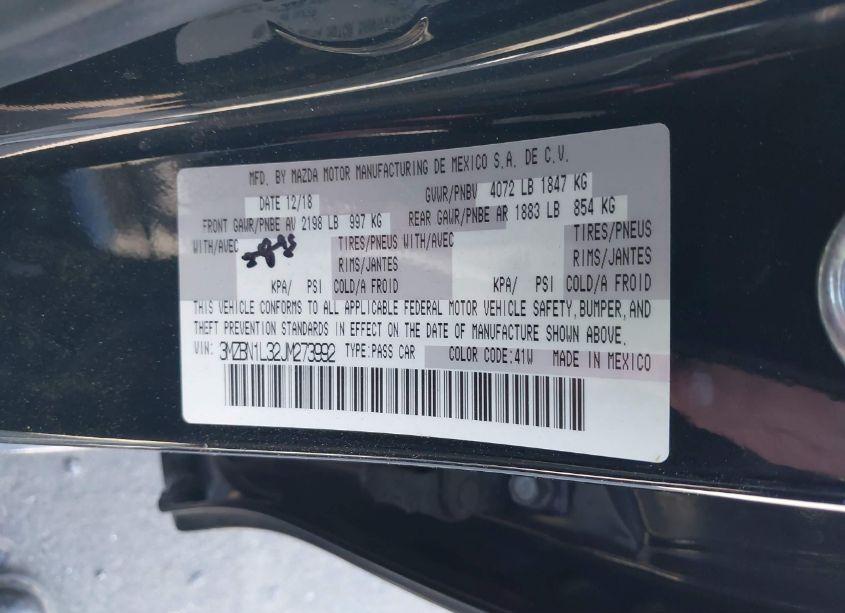 MFD. BY MAZDA MOTOR MANUFACTURING DE MEXICO S.A. DE C.V.
DATE 12/18 GVWR/PNBV 4072 LB 1847 KG
FRONT GAWR/PNBE AV 2198 LB 997 KG REAR GAWR/PNBE AR 1883 LB 854 KG
WITH/AVEC TIRES/PNEUS WITH/AVEC TIRES/PNEUS
RIMS/JANTES RIMS/JANTES
KPA/ PSI COLD/A FROID KPA/ PSI COLD/A FROID
THIS VEHICLE CONFORMS TO ALL APPLICABLE FEDERAL MOTOR VEHICLE SAFETY, BUMPER, AND
THEFT PREVENTION STANDARDS IN EFFECT ON THE DATE OF MANUFACTURE SHOWN ABOVE.
VIN: 3MZBN1L32JM273992 TYPE:PASS CAR COLOR CODE:41W MADE IN MEXICO